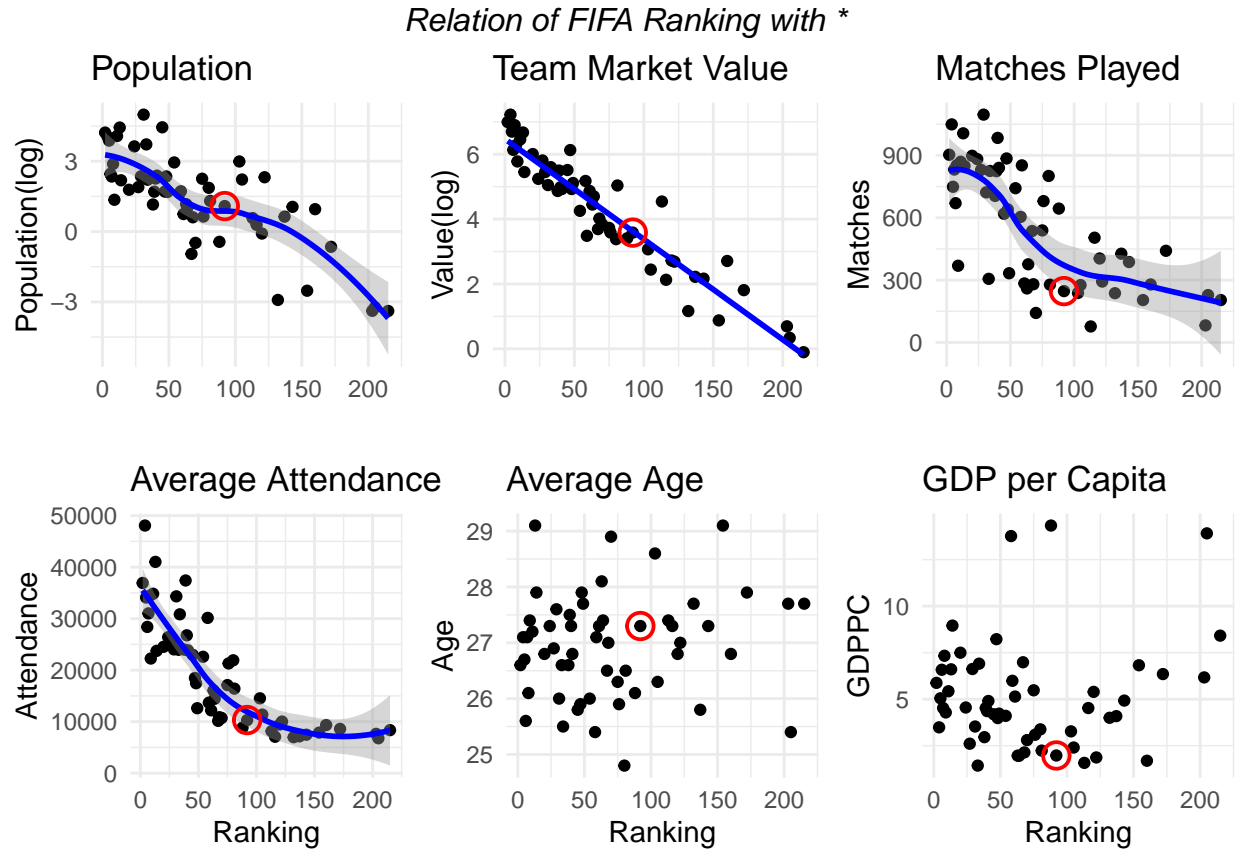 Relation of FIFA Ranking with *
Population
Population(log)
3
0
−3
0 50 100 150 200
Team Market Value
Value(log)
6
4
2
0
0 50 100 150 200
Matches Played
Matches
900
600
300
0
0 50 100 150 200
Average Attendance
Attendance
50000
40000
30000
20000
10000
0
0 50 100 150 200
Ranking
Average Age
Age
29
28
27
26
25
0 50 100 150 200
Ranking
GDP per Capita
GDPPC
10
5
0 50 100 150 200
Ranking